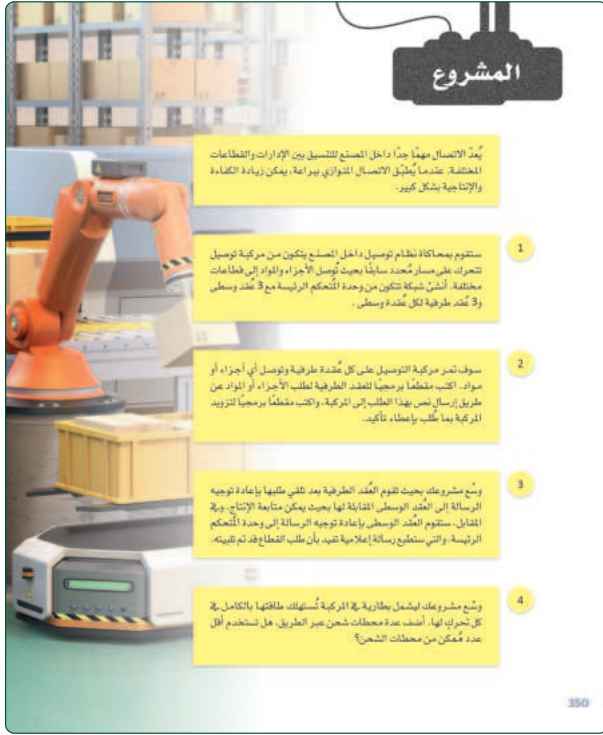 المشروع
يُعدّ الاتصال مهمًا جدًا داخل المصنع للتنسيق بين الإدارات والقطاعات
المختلفة. عندما يُطبّق الاتصال المتوازي ببراعة، يمكن زيادة الكفاءة
والإنتاجية بشكل كبير.
1
ستقوم بمحاكاة نظام توصيل داخل المصنع يتكون من مركبة توصيل
تتحرك على مسار مُحدد سابقًا بحيث تُوصل الأجزاء والمواد إلى قطاعات
مختلفة. أنشئ شبكة تتكون من وحدة المُتحكم الرئيسة مع 3 عُقد وسطى
و3 عُقد طرفية لكل عُقدة وسطى.
2
سوف تمر مركبة التوصيل على كل عُقدة طرفية وتوصل أي أجزاء أو
مواد. اكتب مقطعًا برمجيًا للعقد الطرفية لطلب الأجزاء أو المواد عن
طريق إرسال نص بهذا الطلب إلى المركبة، واكتب مقطعًا برمجيًا لتزويد
المركبة بما طُلب بإعطاء تأكيد.
3
وسّع مشروعك بحيث تقوم العُقد الطرفية بعد تلقي طلبها بإعادة توجيه
الرسالة إلى العُقد الوسطى المقابلة لها بحيث يمكن متابعة الإنتاج، وفي
المقابل، ستقوم العُقد الوسطى بإعادة توجيه الرسالة إلى وحدة المُتحكم
الرئيسة، والتي ستطبع رسالة إعلامية تفيد بأن طلب القطاع قد تم تلبيته.
4
وسّع مشروعك ليشمل بطارية في المركبة تُستهلك طاقتها بالكامل في
كل تحرك لها. أضف عدة محطات شحن عبر الطريق، هل تستخدم أقل
عدد مُمكن من محطات الشحن؟
350